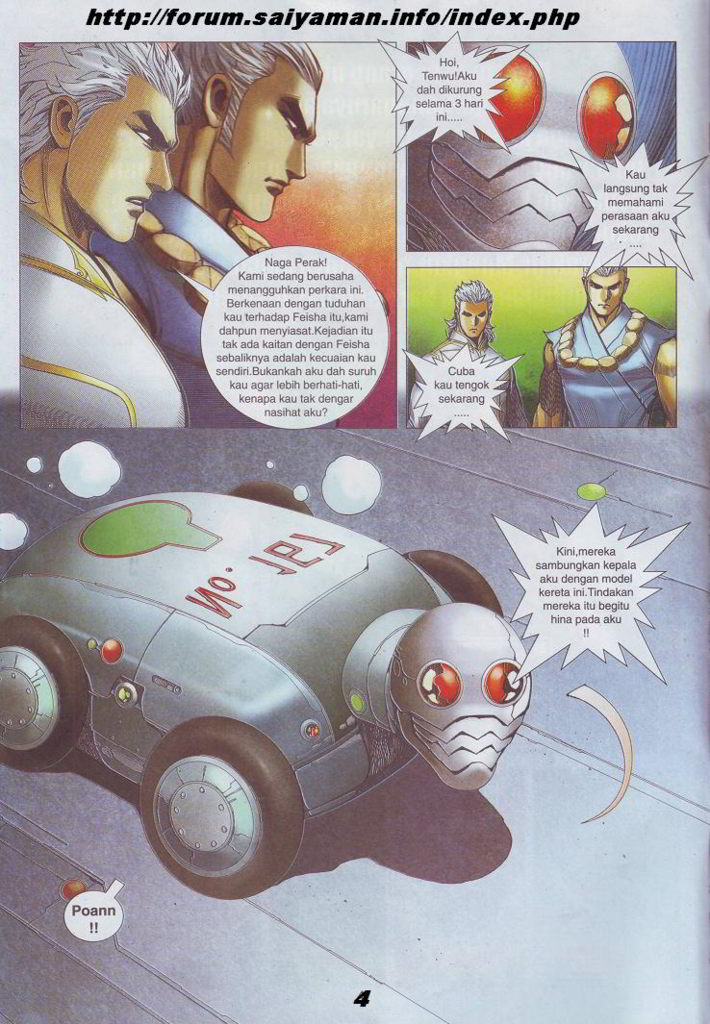 http://forum.saiyaman.info/index.php
Naga Perak!
Kami sedang berusaha
menangguhkan perkara ini.
Berkenaan dengan tuduhan
kau terhadap Feisha itu,kami
dahpun menyiasat.Kejadian itu
tak ada kaitan dengan Feisha
sebaliknya adalah kecuaian kau
sendiri.Bukankah aku dah suruh
kau agar lebih berhati-hati,
kenapa kau tak dengar
nasihat aku?
Hoi,
Tenwu!Aku
dah dikurung
selama 3 hari
ini.....
Kau
langsung tak
memahami
perasaan aku
sekarang
....
Cuba
kau tengok
sekarang
.....
Kini,mereka
sambungkan kepala
aku dengan model
kereta ini.Tindakan
mereka itu begitu
hina pada aku
!!
No.
Poann
!!
4